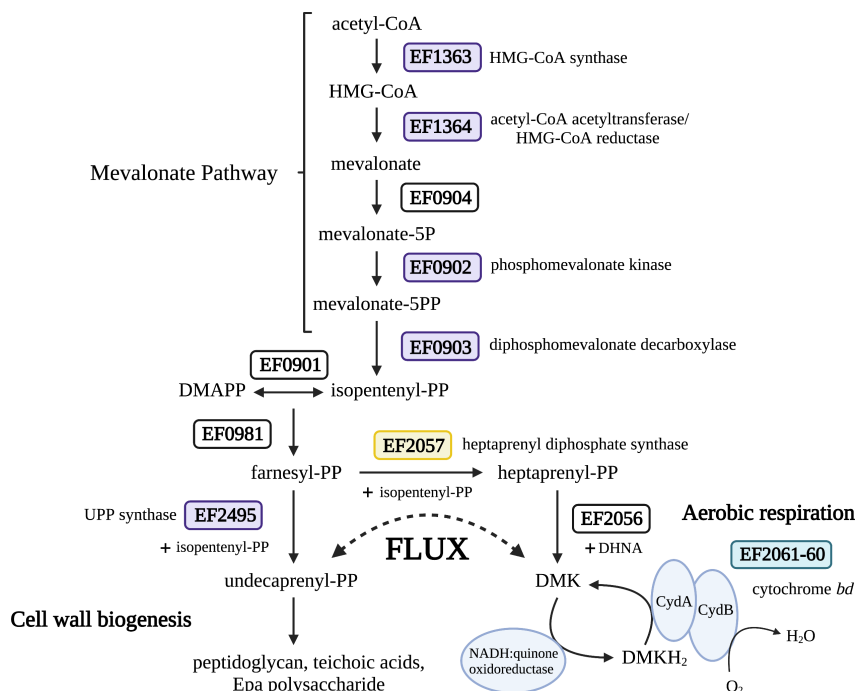 acetyl-CoA
EF1363 HMG-CoA synthase
HMG-CoA
EF1364 acetyl-CoA acetyltransferase/
HMG-CoA reductase
mevalonate
Mevalonate Pathway
EF0904
mevalonate-5P
EF0902 phosphomevalonate kinase
mevalonate-5PP
EF0903 diphosphomevalonate decarboxylase
EF0901
DMAPP isopentenyl-PP
EF0981
EF2057 heptaprenyl diphosphate synthase
farnesyl-PP heptaprenyl-PP
+ isopentenyl-PP
UPP synthase EF2495
+ isopentenyl-PP
EF2056
+DHNA
Aerobic respiration
EF2061-60
cytochrome bd
FLUX
undecaprenyl-PP DMK
CydA CydB
Cell wall biogenesis
H₂O
NADH:quinone
oxidoreductase
DMKH₂
peptidoglycan, teichoic acids,
Epa polysaccharide
O₂